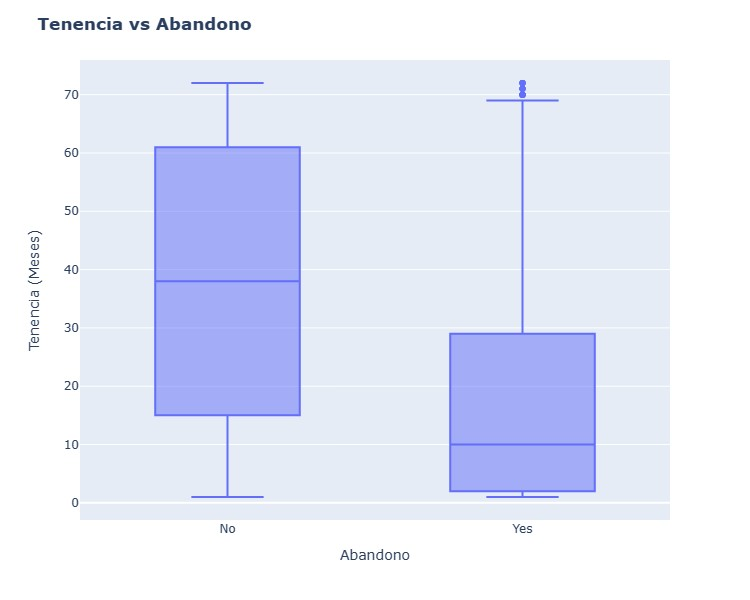 Tenencia vs Abandono
Tenencia (Meses)
70
60
50
40
30
20
10
0
No
Yes
Abandono